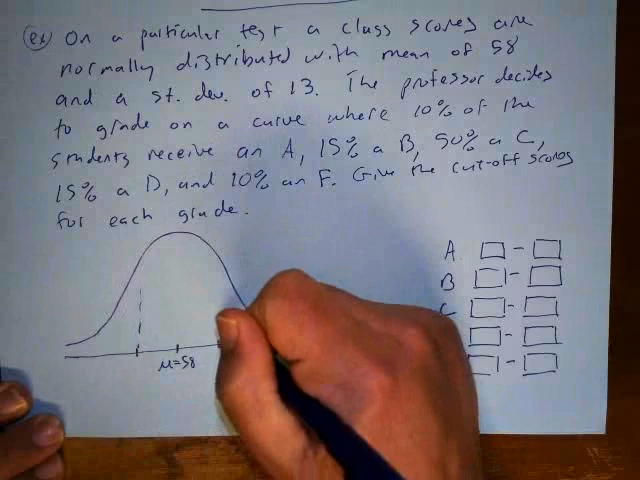 (ex) On a particular test a class scores are
normally distributed with mean of 58
and a st. dev. of 13. The professor decides
to grade on a curve where 10% of the
students receive an A, 15% a B, 50% a C,
15% a D, and 10% an F. Give the cut-off scores
for each grade.
A -
B -
C -
-
-
μ=58